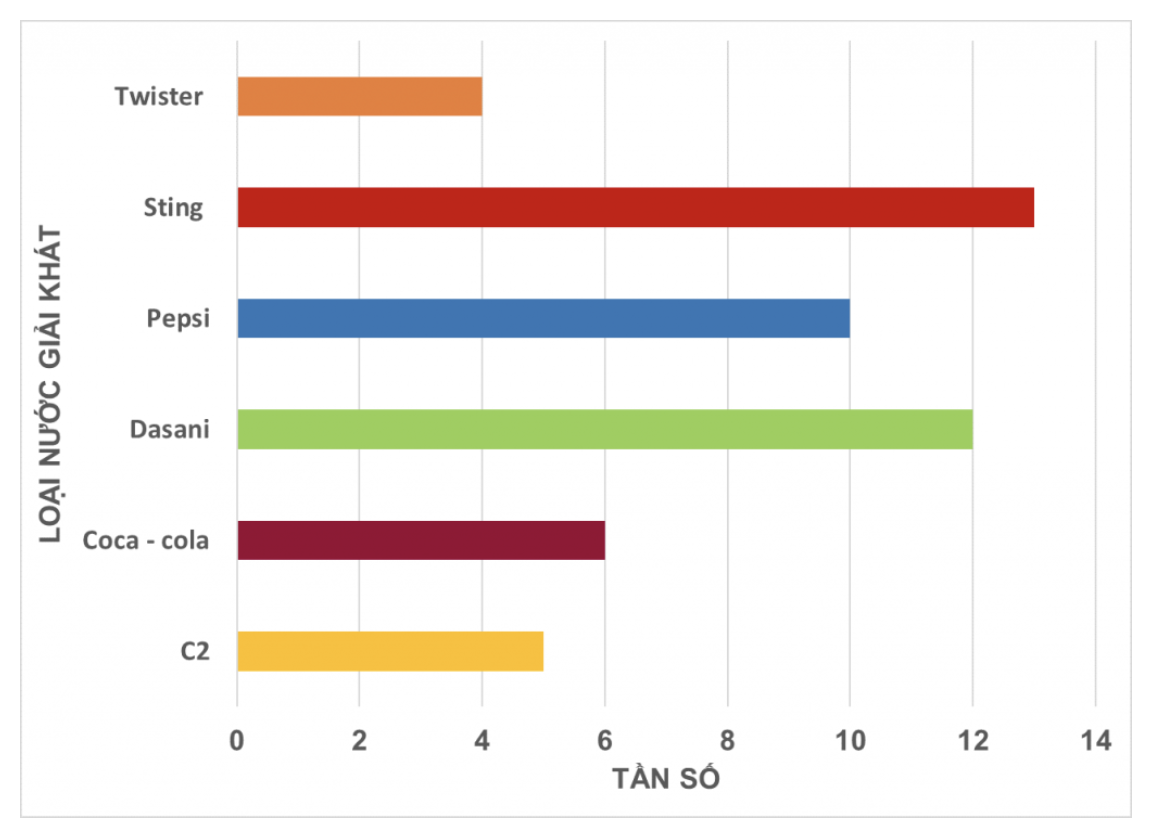 LOẠI NƯỚC GIẢI KHÁT
Twister
Sting
Pepsi
Dasani
Coca - cola
C2
0 2 4 6 8 10 12 14
TẦN SỐ